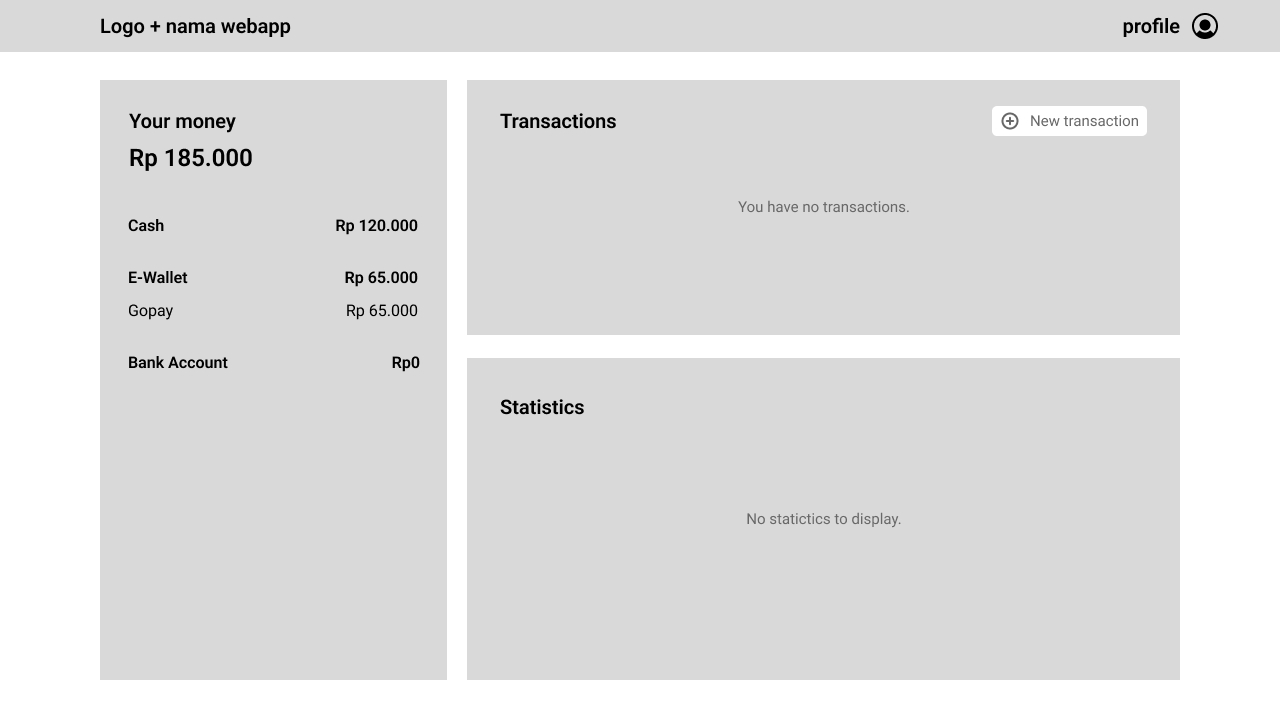 Logo + nama webapp
profile
Your money
Rp 185.000
Cash Rp 120.000
E-Wallet Rp 65.000
Gopay Rp 65.000
Bank Account Rp0
Transactions
New transaction
You have no transactions.
Statistics
No statictics to display.